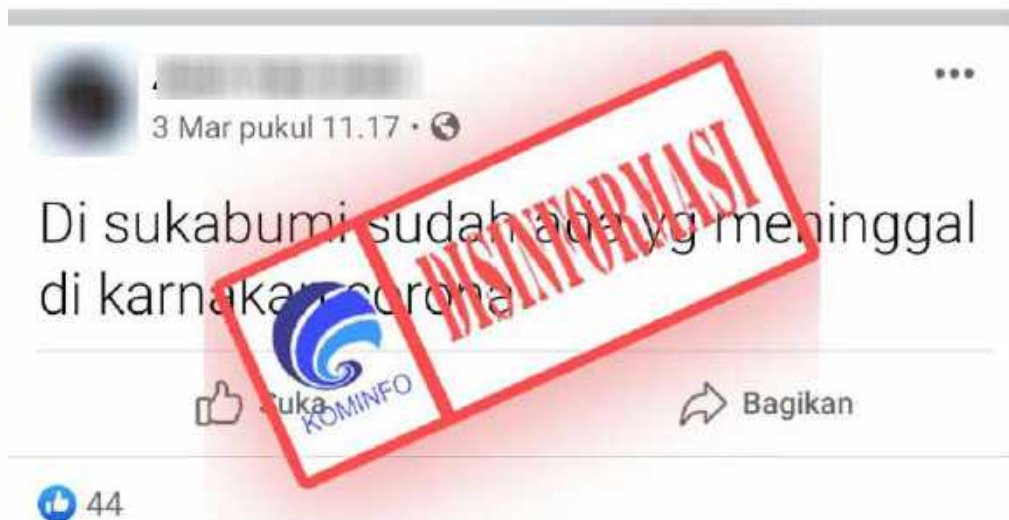 3 Mar pukul 11.17
Di sukabumi sudah ada yg meninggal
di karnakan corona
DISINFORMASI
KOMINFO
Suka
Bagikan
44